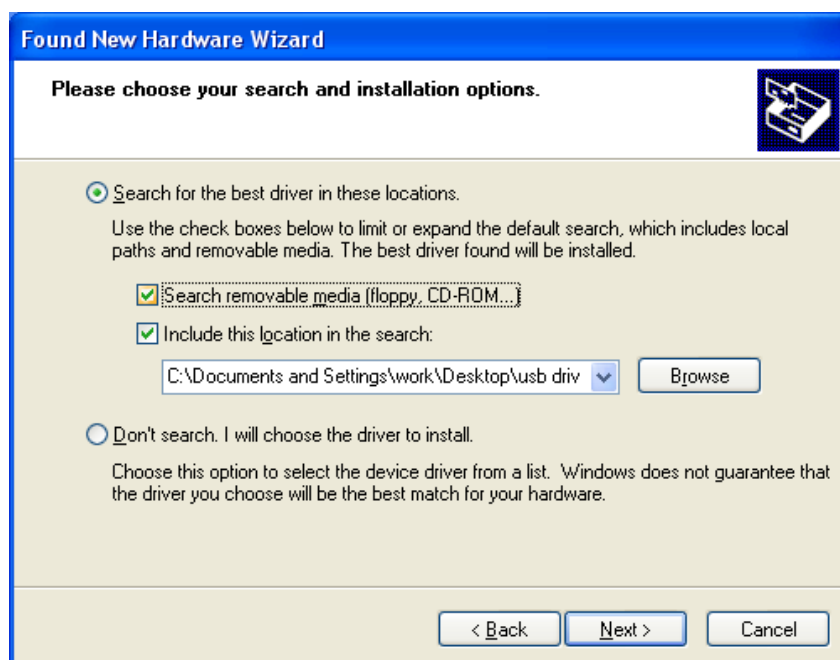 Found New Hardware Wizard
Please choose your search and installation options.
Search for the best driver in these locations.
Use the check boxes below to limit or expand the default search, which includes local
paths and removable media. The best driver found will be installed.
Search removable media (floppy, CD-ROM...)
Include this location in the search:
C:\Documents and Settings\work\Desktop\usb driv
Browse
Don't search. I will choose the driver to install.
Choose this option to select the device driver from a list. Windows does not guarantee that
the driver you choose will be the best match for your hardware.
< Back
Next >
Cancel